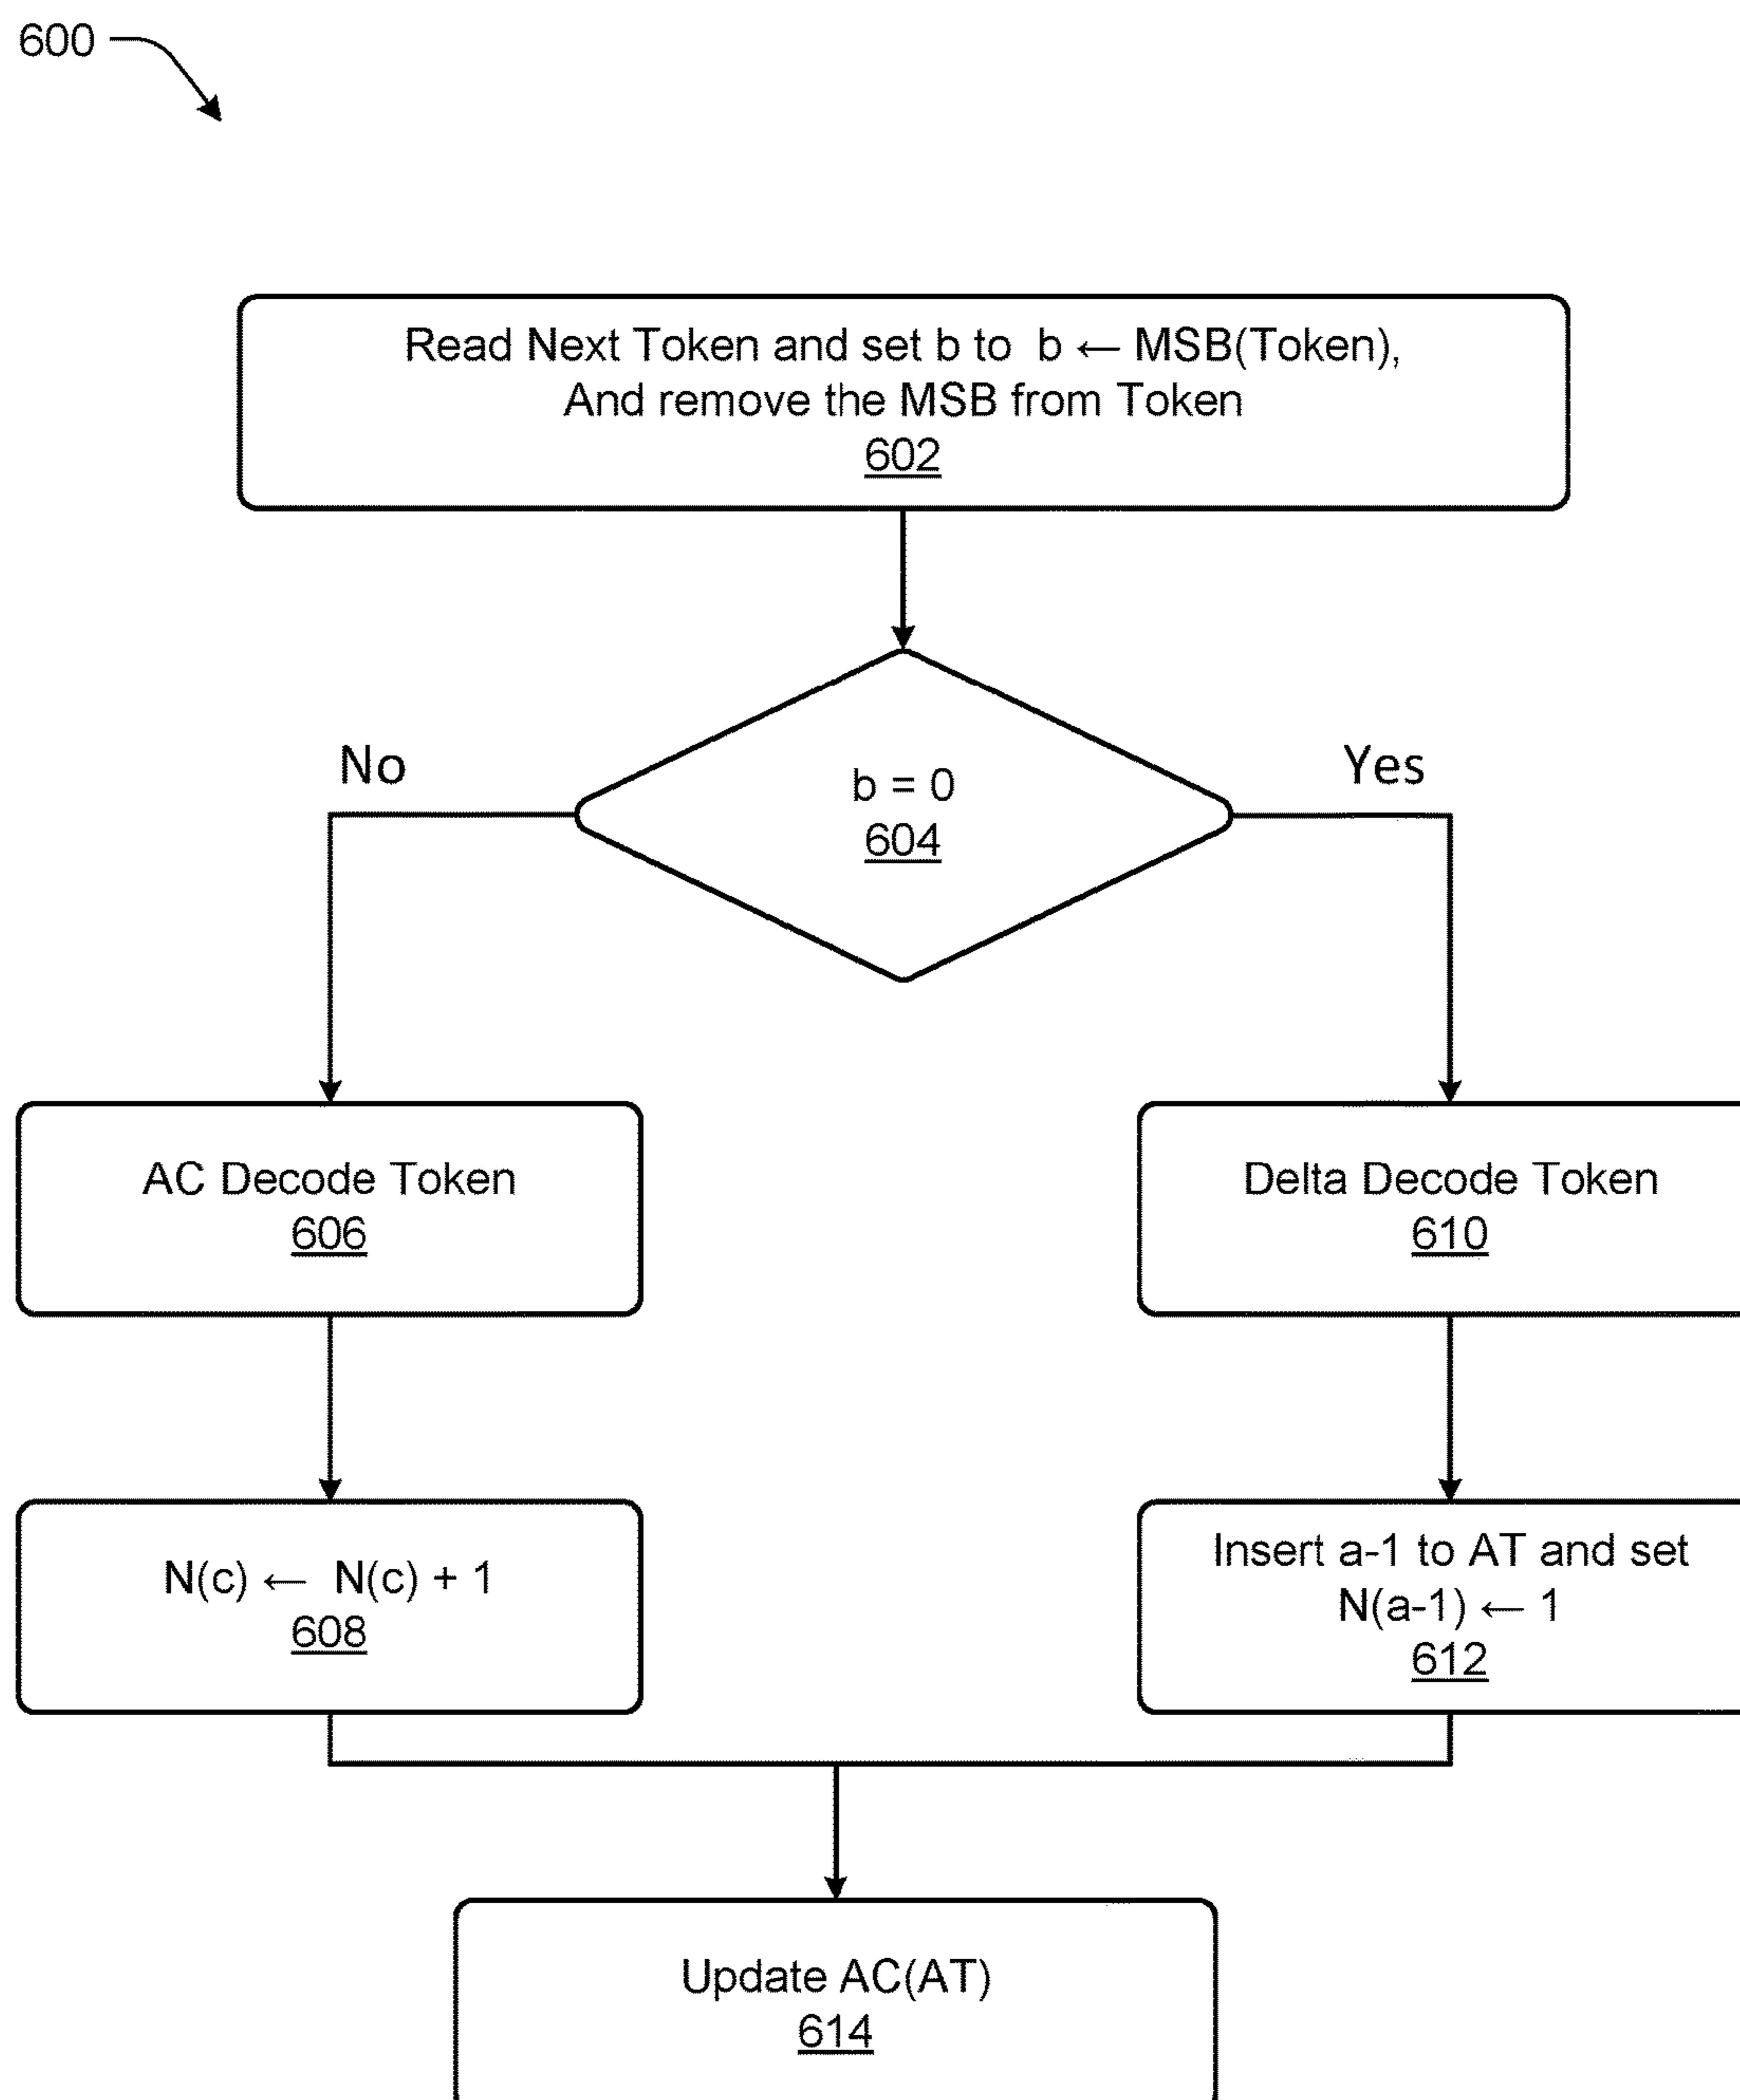 600
Read Next Token and set b to b ← MSB(Token),
And remove the MSB from Token
602
No
Yes
b = 0
604
AC Decode Token
606
Delta Decode Token
610
N(c) ← N(c) + 1
608
Insert a-1 to AT and set
N(a-1) ← 1
612
Update AC(AT)
614